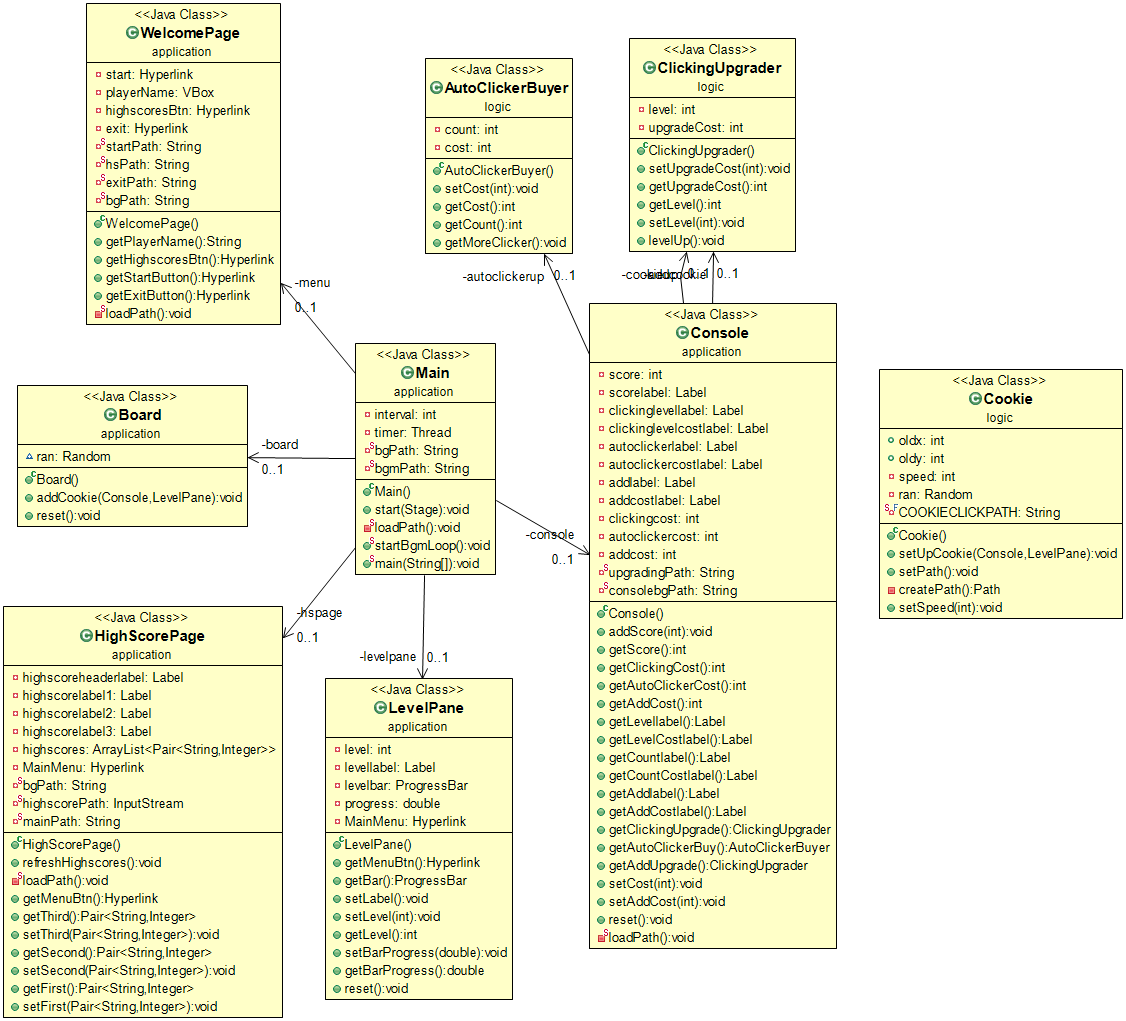 <<Java Class>>
WelcomePage
application
start: Hyperlink
playerName: VBox
highscoresBtn: Hyperlink
exit: Hyperlink
startPath: String
hsPath: String
exitPath: String
bgPath: String
WelcomePage()
getPlayerName():String
getHighscoresBtn():Hyperlink
getStartButton():Hyperlink
getExitButton():Hyperlink
loadPath():void
<<Java Class>>
AutoClickerBuyer
logic
count: int
cost: int
AutoClickerBuyer()
setCost(int):void
getCost():int
getCount():int
getMoreClicker():void
<<Java Class>>
ClickingUpgrader
logic
level: int
upgradeCost: int
ClickingUpgrader()
setUpgradeCost(int):void
getUpgradeCost():int
getLevel():int
setLevel(int):void
levelUp():void
-menu
0..1
-autoclickerup
0..1
0..1
<<Java Class>>
Main
application
interval: int
timer: Thread
bgPath: String
bgmPath: String
Main()
start(Stage):void
loadPath():void
startBgmLoop():void
main(String[]):void
<<Java Class>>
Board
application
ran: Random
Board()
addCookie(Console,LevelPane):void
reset():void
-board
0..1
-console
0..1
-hspage
0..1
-levelpane
0..1
<<Java Class>>
Console
application
score: int
scorelabel: Label
clickinglevellabel: Label
clickinglevelcostlabel: Label
autoclickerlabel: Label
autoclickercostlabel: Label
addlabel: Label
addcostlabel: Label
clickingcost: int
autoclickercost: int
addcost: int
upgradingPath: String
consolebgPath: String
Console()
addScore(int):void
getScore():int
getClickingCost():int
getAutoClickerCost():int
getAddCost():int
getLevellabel():Label
getLevelCostlabel():Label
getCountlabel():Label
getCountCostlabel():Label
getAddlabel():Label
getAddCostlabel():Label
getClickingUpgrade():ClickingUpgrader
getAutoClickerBuy():AutoClickerBuyer
getAddUpgrade():ClickingUpgrader
setCost(int):void
setAddCost(int):void
reset():void
loadPath():void
<<Java Class>>
Cookie
logic
oldx: int
oldy: int
speed: int
ran: Random
COOKIECLICKPATH: String
Cookie()
setUpCookie(Console,LevelPane):void
setPath():void
createPath():Path
setSpeed(int):void
<<Java Class>>
HighScorePage
application
highscoreheaderlabel: Label
highscorelabel1: Label
highscorelabel2: Label
highscorelabel3: Label
highscores: ArrayList<Pair<String,Integer>>
MainMenu: Hyperlink
bgPath: String
highscorePath: InputStream
mainPath: String
HighScorePage()
refreshHighscores():void
loadPath():void
getMenuBtn():Hyperlink
getThird():Pair<String,Integer>
setThird(Pair<String,Integer>):void
getSecond():Pair<String,Integer>
setSecond(Pair<String,Integer>):void
getFirst():Pair<String,Integer>
setFirst(Pair<String,Integer>):void
<<Java Class>>
LevelPane
application
level: int
levellabel: Label
levelbar: ProgressBar
progress: double
MainMenu: Hyperlink
LevelPane()
getMenuBtn():Hyperlink
getBar():ProgressBar
setLabel():void
setLevel(int):void
getLevel():int
setBarProgress(double):void
getBarProgress():double
reset():void